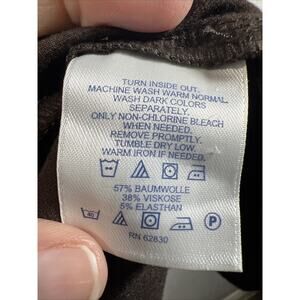 TURN INSIDE OUT.
MACHINE WASH WARM NORMAL.
WASH DARK COLORS
SEPARATELY.
ONLY NON-CHLORINE BLEACH
WHEN NEEDED.
REMOVE PROMPTLY.
TUMBLE DRY LOW.
WARM IRON IF NEEDED.
57% BAUMWOLLE
38% VISKOSE
5% ELASTHAN
40 P
RN 62830